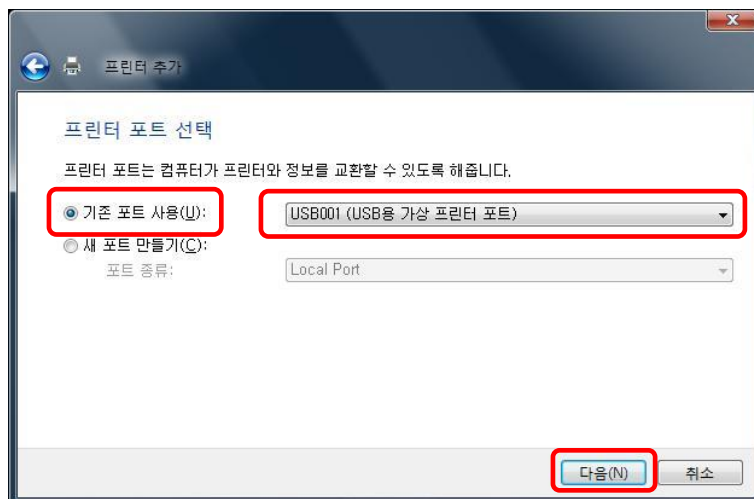 프린터 추가
프린터 포트 선택
프린터 포트는 컴퓨터가 프린터와 정보를 교환할 수 있도록 해줍니다.
기존 포트 사용(U): USB001 (USB용 가상 프린터 포트)
새 포트 만들기(C):
포트 종류: Local Port
다음(N) 취소